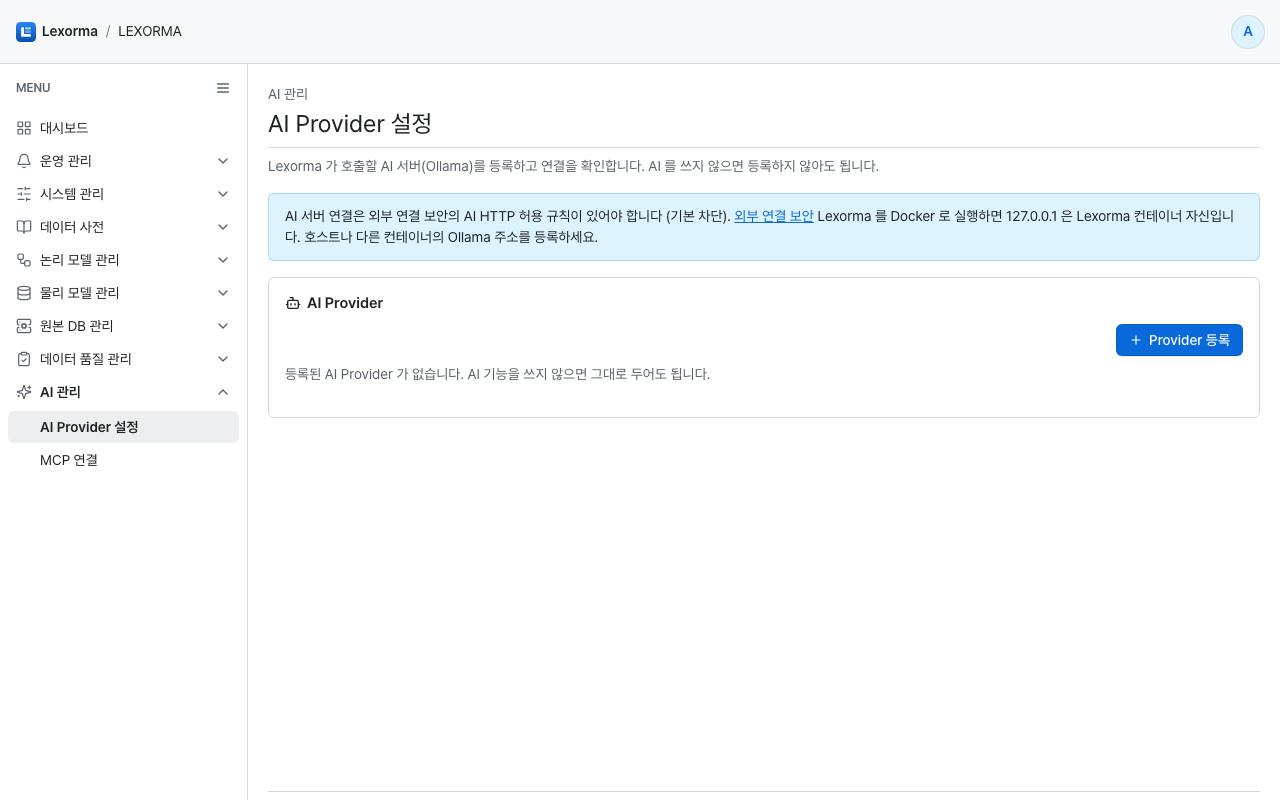 Lexorma / LEXORMA
A
MENU
대시보드
운영 관리
시스템 관리
데이터 사전
논리 모델 관리
물리 모델 관리
원본 DB 관리
데이터 품질 관리
AI 관리
AI Provider 설정
MCP 연결
AI 관리
AI Provider 설정
Lexorma 가 호출할 AI 서버(Ollama)를 등록하고 연결을 확인합니다. AI 를 쓰지 않으면 등록하지 않아도 됩니다.
AI 서버 연결은 외부 연결 보안의 AI HTTP 허용 규칙이 있어야 합니다 (기본 차단). 외부 연결 보안 Lexorma 를 Docker 로 실행하면 127.0.0.1 은 Lexorma 컨테이너 자신입니
다. 호스트나 다른 컨테이너의 Ollama 주소를 등록하세요.
AI Provider
Provider 등록
등록된 AI Provider 가 없습니다. AI 기능을 쓰지 않으면 그대로 두어도 됩니다.